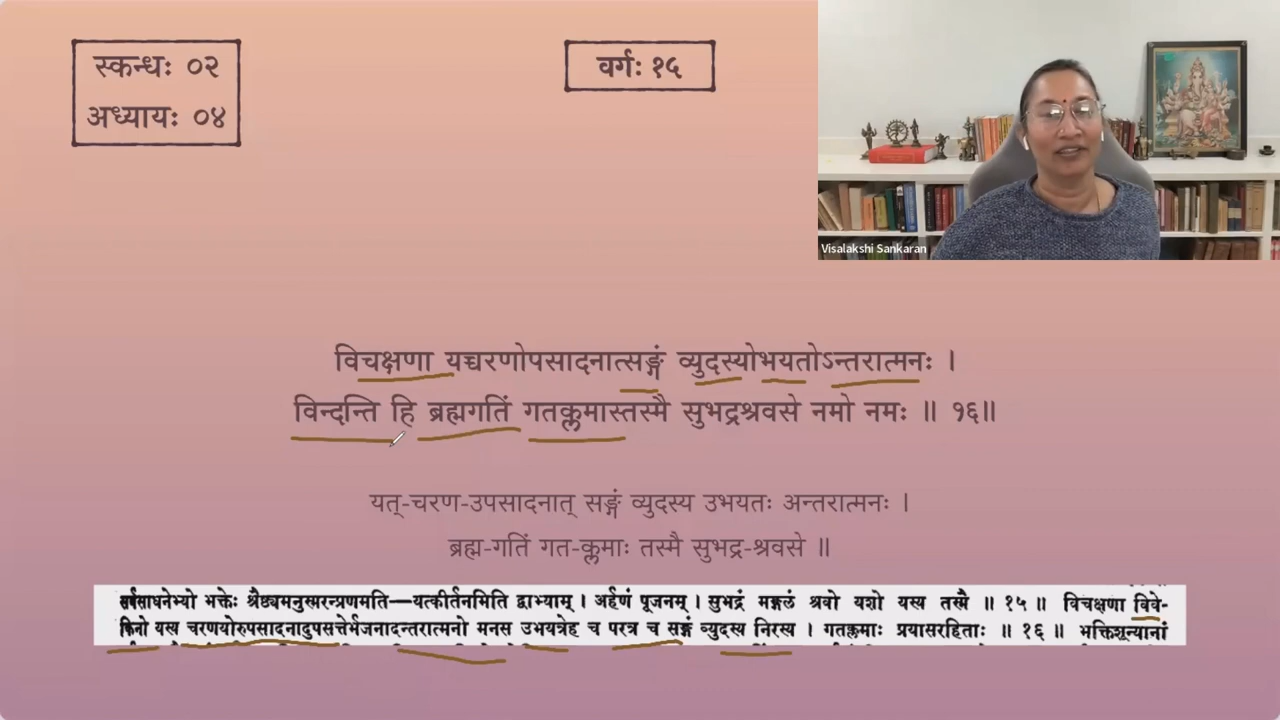 स्कन्धः ०२
अध्यायः ०४
वर्गः १५
Visalakshi Sankaran
विचक्षणा यच्चरणोपसादनात्सङ्गं व्युदस्योभयतोऽन्तरात्मनः ।
विन्दन्ति हि ब्रह्मगतिं गतक्लमास्तस्मै सुभद्रश्रवसे नमो नमः ॥ १६॥
यत्-चरण-उपसादनात् सङ्गं व्युदस्य उभयतः अन्तरात्मनः ।
ब्रह्म-गतिं गत-क्लमाः तस्मै सुभद्र-श्रवसे ॥
सर्वसाधनेभ्यो भक्तेः श्रैष्ठ्यमनुस्मरन्प्रणमति—यत्कीर्तनमिति द्वाभ्याम् । अर्हणं पूजनम् । सुभद्रं मङ्गलं श्रवो यशो यस्य तस्मै ॥ १५ ॥ विचक्षणा विवे-
किनो यस्य चरणयोरुपसादनादुपसत्तेर्भजनादन्तरात्मनो मनस उभयत्रेह च परत्र च सङ्गं व्युदस्य निरस्य । गतक्लमाः प्रयासरहिताः ॥ १६ ॥ भक्तिशून्यानां